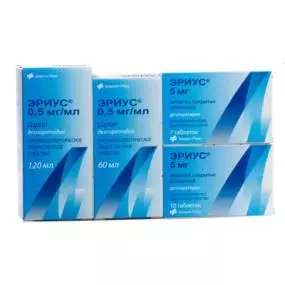 ЭРИУС®
0,5 мг/мл
Сироп
дезлоратадин
120 мл
ЭРИУС®
0,5 мг/мл
Сироп
дезлоратадин
60 мл
ЭРИУС®
5 мг
таблетки, покрытые
оболочкой
дезлоратадин
7 таблеток
ЭРИУС®
5 мг
таблетки, покрытые
оболочкой
дезлоратадин
10 таблеток